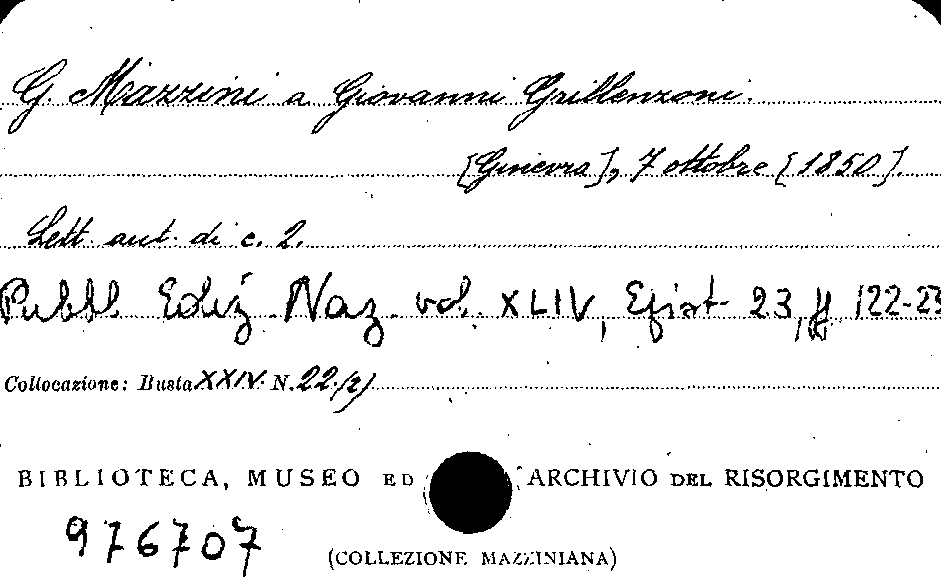 G. Mazzini a Giovanni Grillenzoni.
[Ginevra], 7 ottobre [1850].
Lett. aut. di c. 2.
Pubbl. Ediz. Naz. vol. XLIV, Epist. 23, pp 122-23
Collocazione: Busta XXIV. N. 22./2)
BIBLIOTECA, MUSEO ED ARCHIVIO DEL RISORGIMENTO
976707
(COLLEZIONE MAZZINIANA)